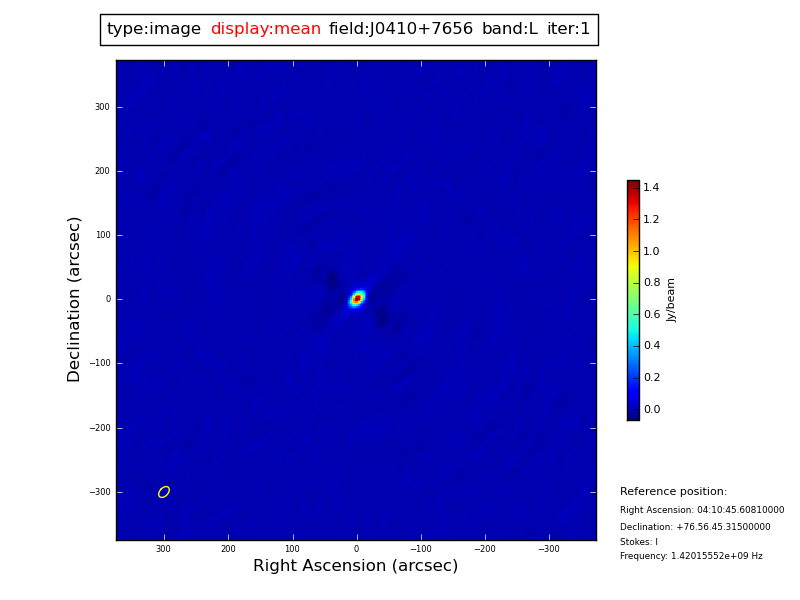 type:image display:mean field:J0410+7656 band:L iter:1
300
200
100
0
−100
−200
−300
Declination (arcsec)
300 200 100 0 −100 −200 −300
Right Ascension (arcsec)
1.4
1.2
1.0
0.8
0.6
0.4
0.2
0.0
Jy/beam
Reference position:
Right Ascension: 04:10:45.60810000
Declination: +76.56.45.31500000
Stokes: I
Frequency: 1.42015552e+09 Hz